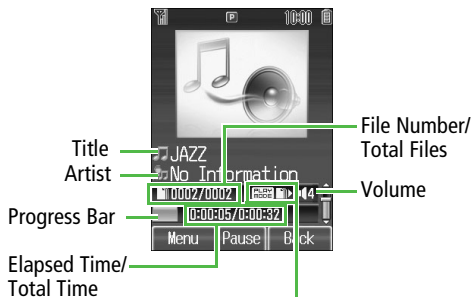 P 10:00
File Number/
Total Files
Title
JAZZ
Artist
No Information
0002/0002 PLAY MODE 4
Volume
Progress Bar
0:00:05/0:00:32
Menu Pause Back
Elapsed Time/
Total Time